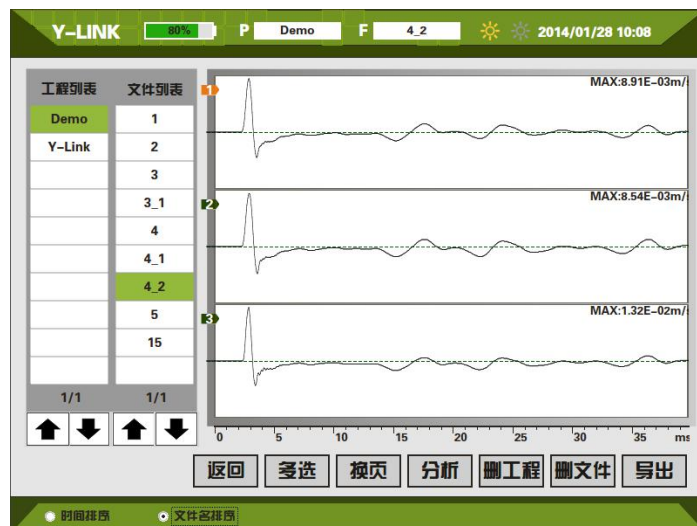 Y-LINK 80% P Demo F 4_2 2014/01/28 10:08
工程列表 文件列表
Demo
Y-Link
1
2
3
3_1
4
4_1
4_2
5
15
1/1 1/1
1 MAX:8.91E-03m/s
2 MAX:8.54E-03m/s
3 MAX:1.32E-02m/s
0 5 10 15 20 25 30 35 ms
返回 多选 换页 分析 删工程 删文件 导出
时间排序 文件名排序